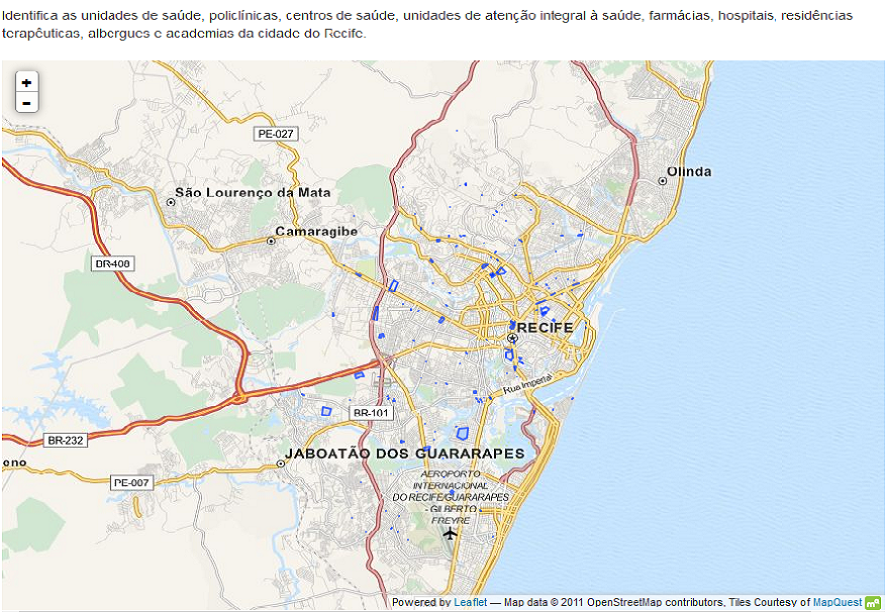 Identifica as unidades de saúde, policlínicas, centros de saúde, unidades de atenção integral à saúde, farmácias, hospitais, residências
terapêuticas, albergues e academias da cidade do Recife.
+
-
PE-027
Olinda
São Lourenço da Mata
Camaragibe
BR-408
RECIFE
Rua Imperial
BR-101
BR-232
JABOATÃO DOS GUARARAPES
eno
PE-007
AEROPORTO
INTERNACIONAL
DO RECIFE/GUARARAPES
- GILBERTO
FREYRE
Powered by Leaflet — Map data © 2011 OpenStreetMap contributors, Tiles Courtesy of MapQuest mq